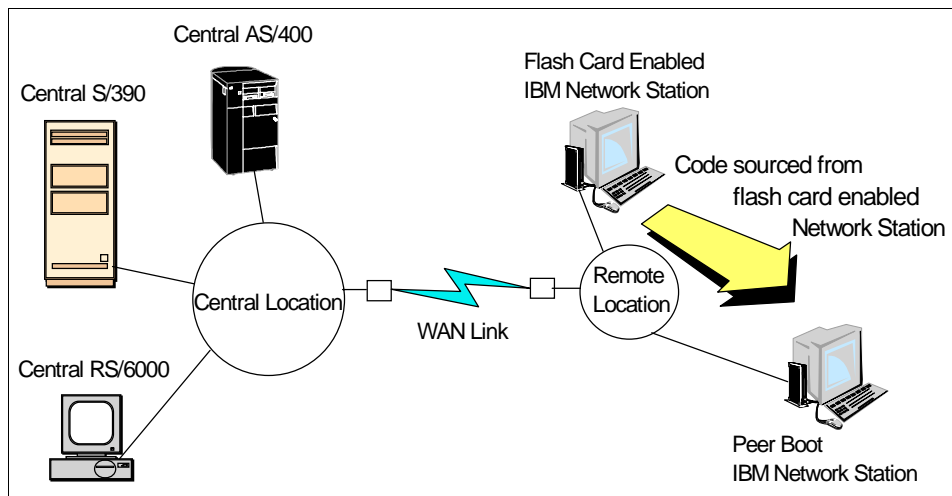 Central AS/400
Central S/390
Central RS/6000
Central Location
WAN Link
Remote
Location
Flash Card Enabled
IBM Network Station
Code sourced from
flash card enabled
Network Station
Peer Boot
IBM Network Station